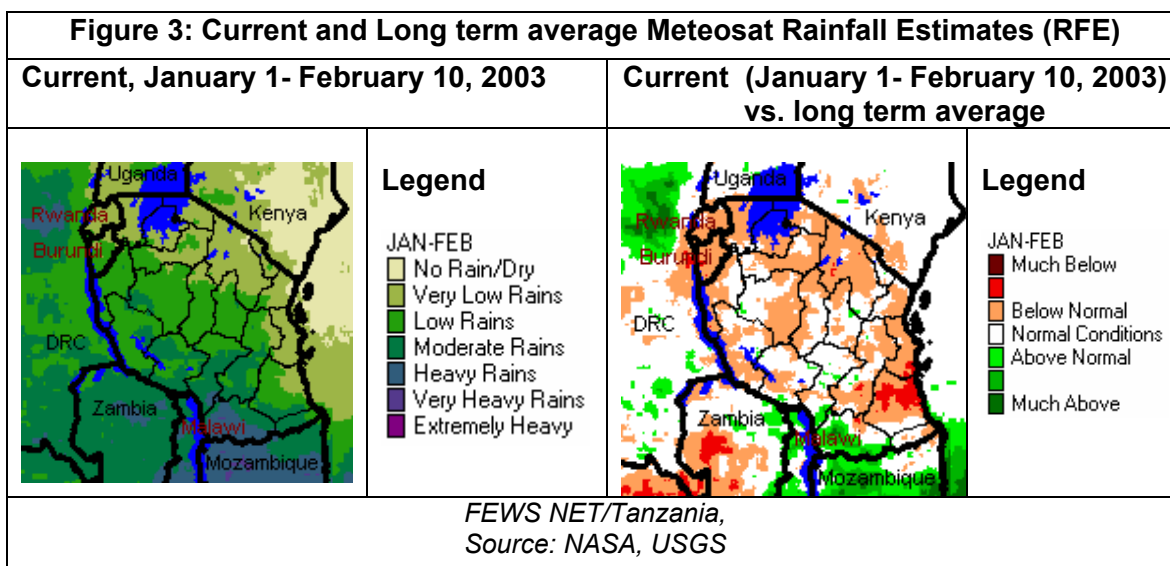 Figure 3: Current and Long term average Meteosat Rainfall Estimates (RFE)
Current, January 1- February 10, 2003
Current (January 1- February 10, 2003)
vs. long term average
Uganda
Rwanda
Kenya
Burundi
DRC
Zambia
Malawi
Mozambique
Legend
JAN-FEB
No Rain/Dry
Very Low Rains
Low Rains
Moderate Rains
Heavy Rains
Very Heavy Rains
Extremely Heavy
Uganda
Rwanda
Kenya
Burundi
DRC
Zambia
Malawi
Mozambique
Legend
JAN-FEB
Much Below
Below Normal
Normal Conditions
Above Normal
Much Above
FEWS NET/Tanzania,
Source: NASA, USGS